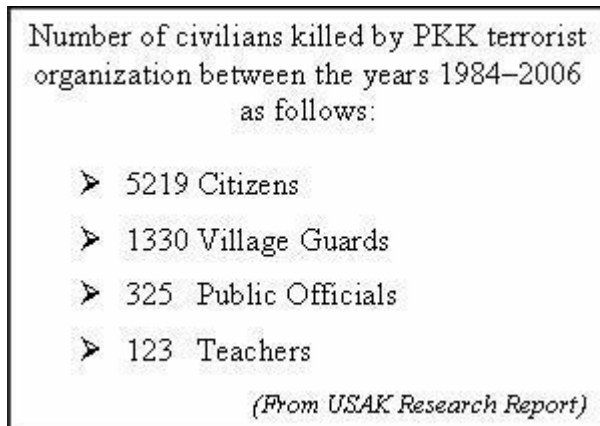 Number of civilians killed by PKK terrorist
organization between the years 1984–2006
as follows:
➤ 5219 Citizens
➤ 1330 Village Guards
➤ 325 Public Officials
➤ 123 Teachers
(From USAK Research Report)